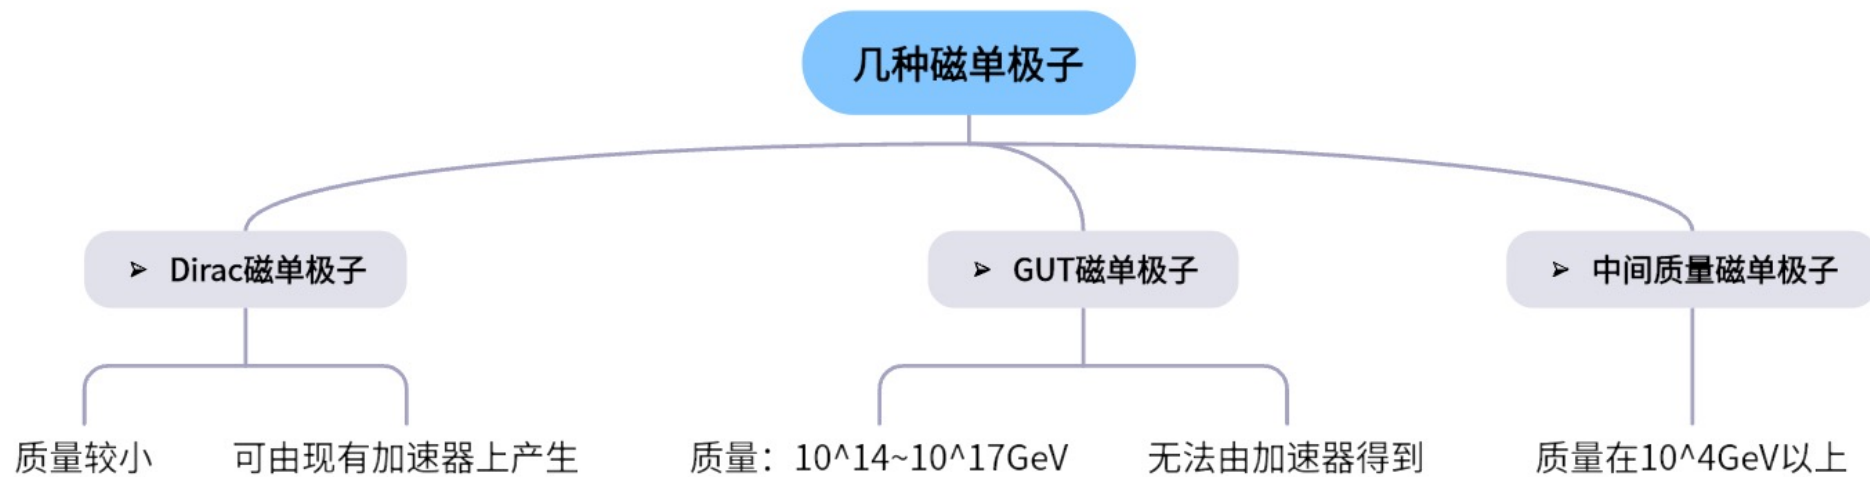 几种磁单极子
➢ Dirac磁单极子
➢ GUT磁单极子
➢ 中间质量磁单极子
质量较小
可由现有加速器上产生
质量：10^14~10^17GeV
无法由加速器得到
质量在10^4GeV以上